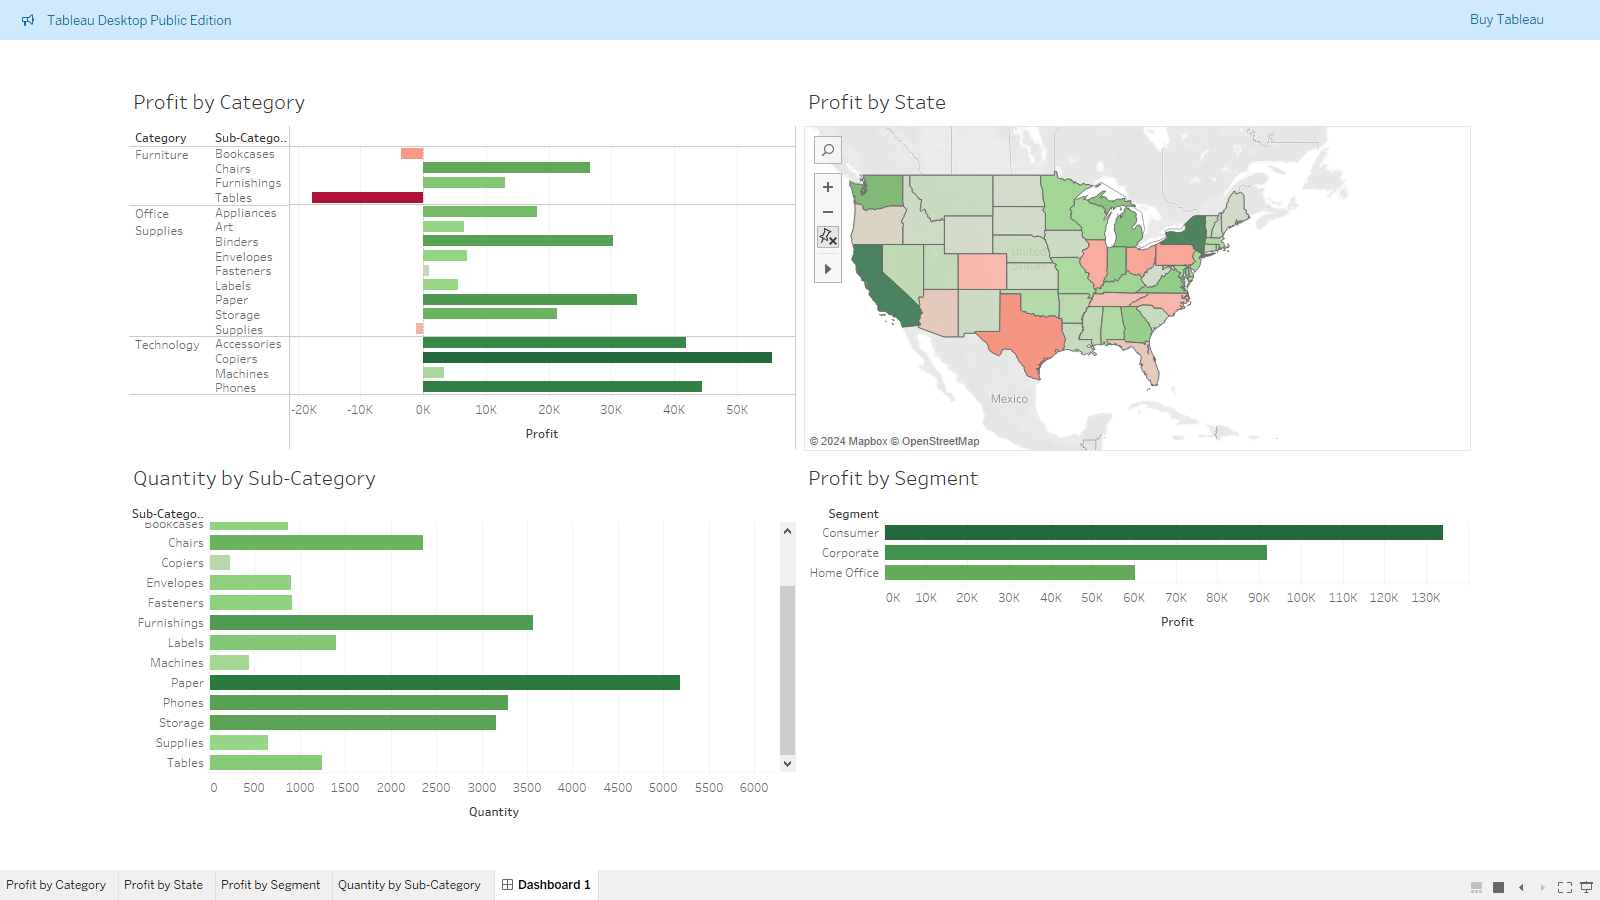 Tableau Desktop Public Edition
Buy Tableau
Profit by Category
Category Sub-Catego..
Furniture Bookcases
Chairs
Furnishings
Tables
Office Supplies Appliances
Art
Binders
Envelopes
Fasteners
Labels
Paper
Storage
Supplies
Technology Accessories
Copiers
Machines
Phones
-20K -10K 0K 10K 20K 30K 40K 50K
Profit
Profit by State
United
States
Mexico
© 2024 Mapbox © OpenStreetMap
Quantity by Sub-Category
Sub-Catego..
Bookcases
Chairs
Copiers
Envelopes
Fasteners
Furnishings
Labels
Machines
Paper
Phones
Storage
Supplies
Tables
0 500 1000 1500 2000 2500 3000 3500 4000 4500 5000 5500 6000
Quantity
Profit by Segment
Segment
Consumer
Corporate
Home Office
0K 10K 20K 30K 40K 50K 60K 70K 80K 90K 100K 110K 120K 130K
Profit
Profit by Category Profit by State Profit by Segment Quantity by Sub-Category Dashboard 1